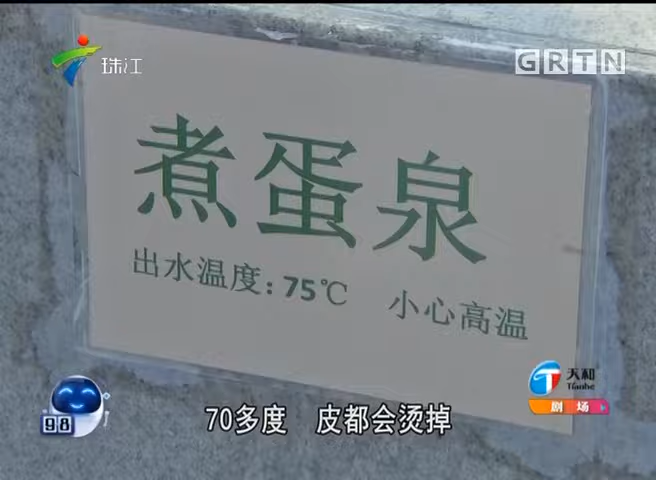 珠江
GRTN
煮蛋泉
出水温度:75℃ 小心高温
天和
Tianhe
剧场
98
70多度 皮都会烫掉